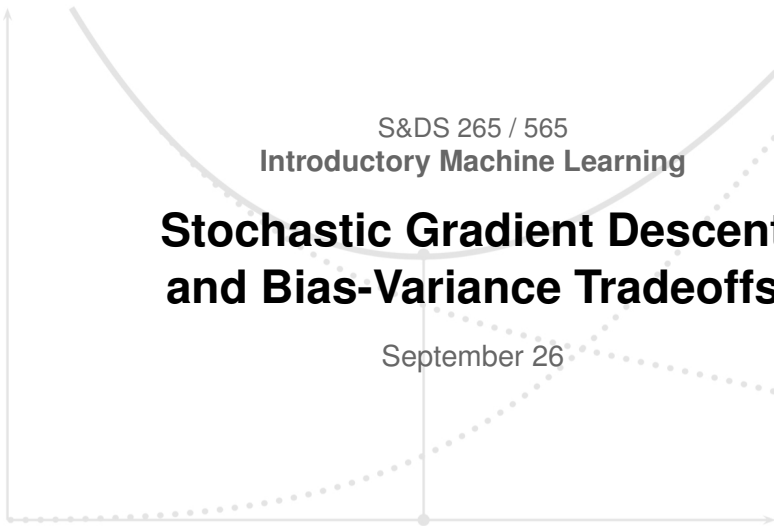 S&DS 265 / 565
Introductory Machine Learning
Stochastic Gradient Descent
and Bias-Variance Tradeoffs
September 26